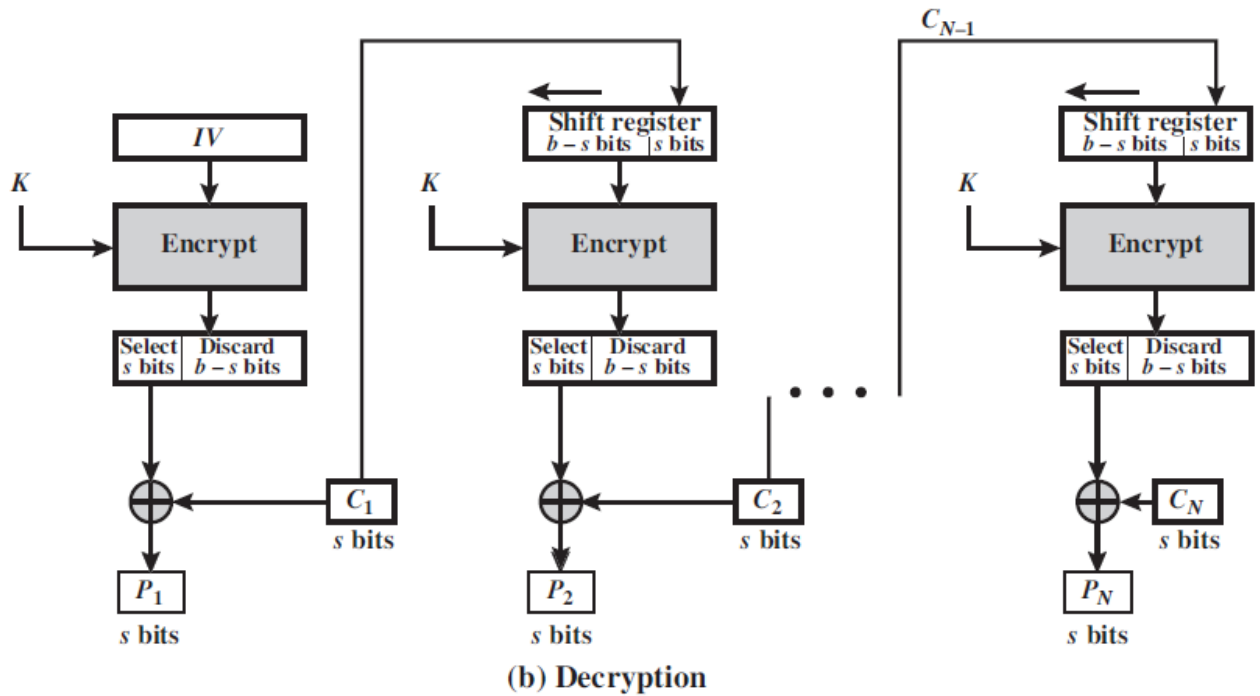 C_{N-1}
IV
Shift register
b – s bits | s bits
Shift register
b – s bits | s bits
K
K
K
Encrypt
Encrypt
Encrypt
Select Discard
s bits b – s bits
Select Discard
s bits b – s bits
Select Discard
s bits b – s bits
C_1
s bits
C_2
s bits
C_N
s bits
P_1
s bits
P_2
s bits
P_N
s bits
(b) Decryption